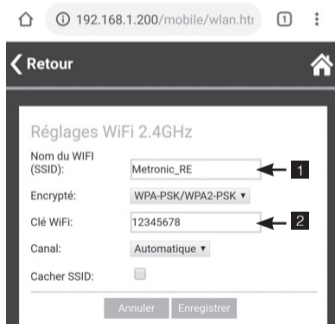 192.168.1.200/mobile/wlan.htm 1
Retour
Réglages WiFi 2.4GHz
Nom du WIFI
(SSID): Metronic_RE 1
Encrypté: WPA-PSK/WPA2-PSK
Clé WiFi: 12345678 2
Canal: Automatique
Cacher SSID:
Annuler Enregistrer